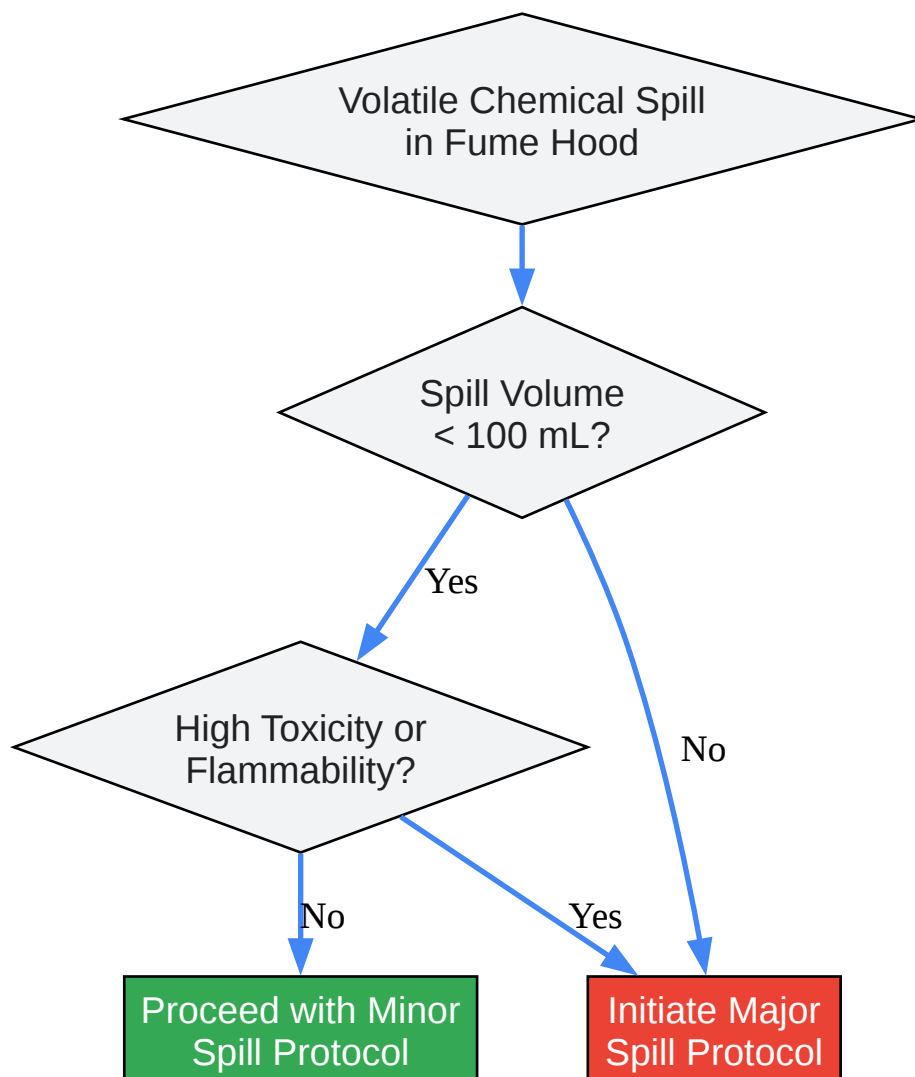 Volatile Chemical Spill
in Fume Hood
Spill Volume
< 100 mL?
Yes
High Toxicity or
Flammability?
No
No
Yes
Proceed with Minor
Spill Protocol
Initiate Major
Spill Protocol